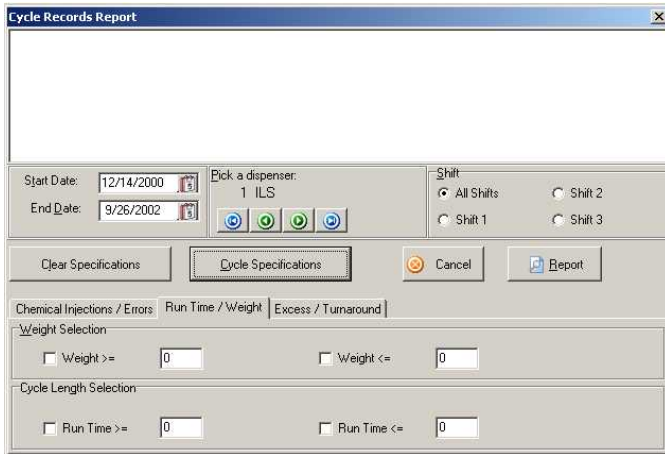 Cycle Records Report
Start Date: 12/14/2000
End Date: 9/26/2002
Pick a dispenser:
1 ILS
Shift
All Shifts Shift 2
Shift 1 Shift 3
Clear Specifications Cycle Specifications Cancel Report
Chemical Injections / Errors Run Time / Weight Excess / Turnaround
Weight Selection
Weight >= 0 Weight <= 0
Cycle Length Selection
Run Time >= 0 Run Time <= 0